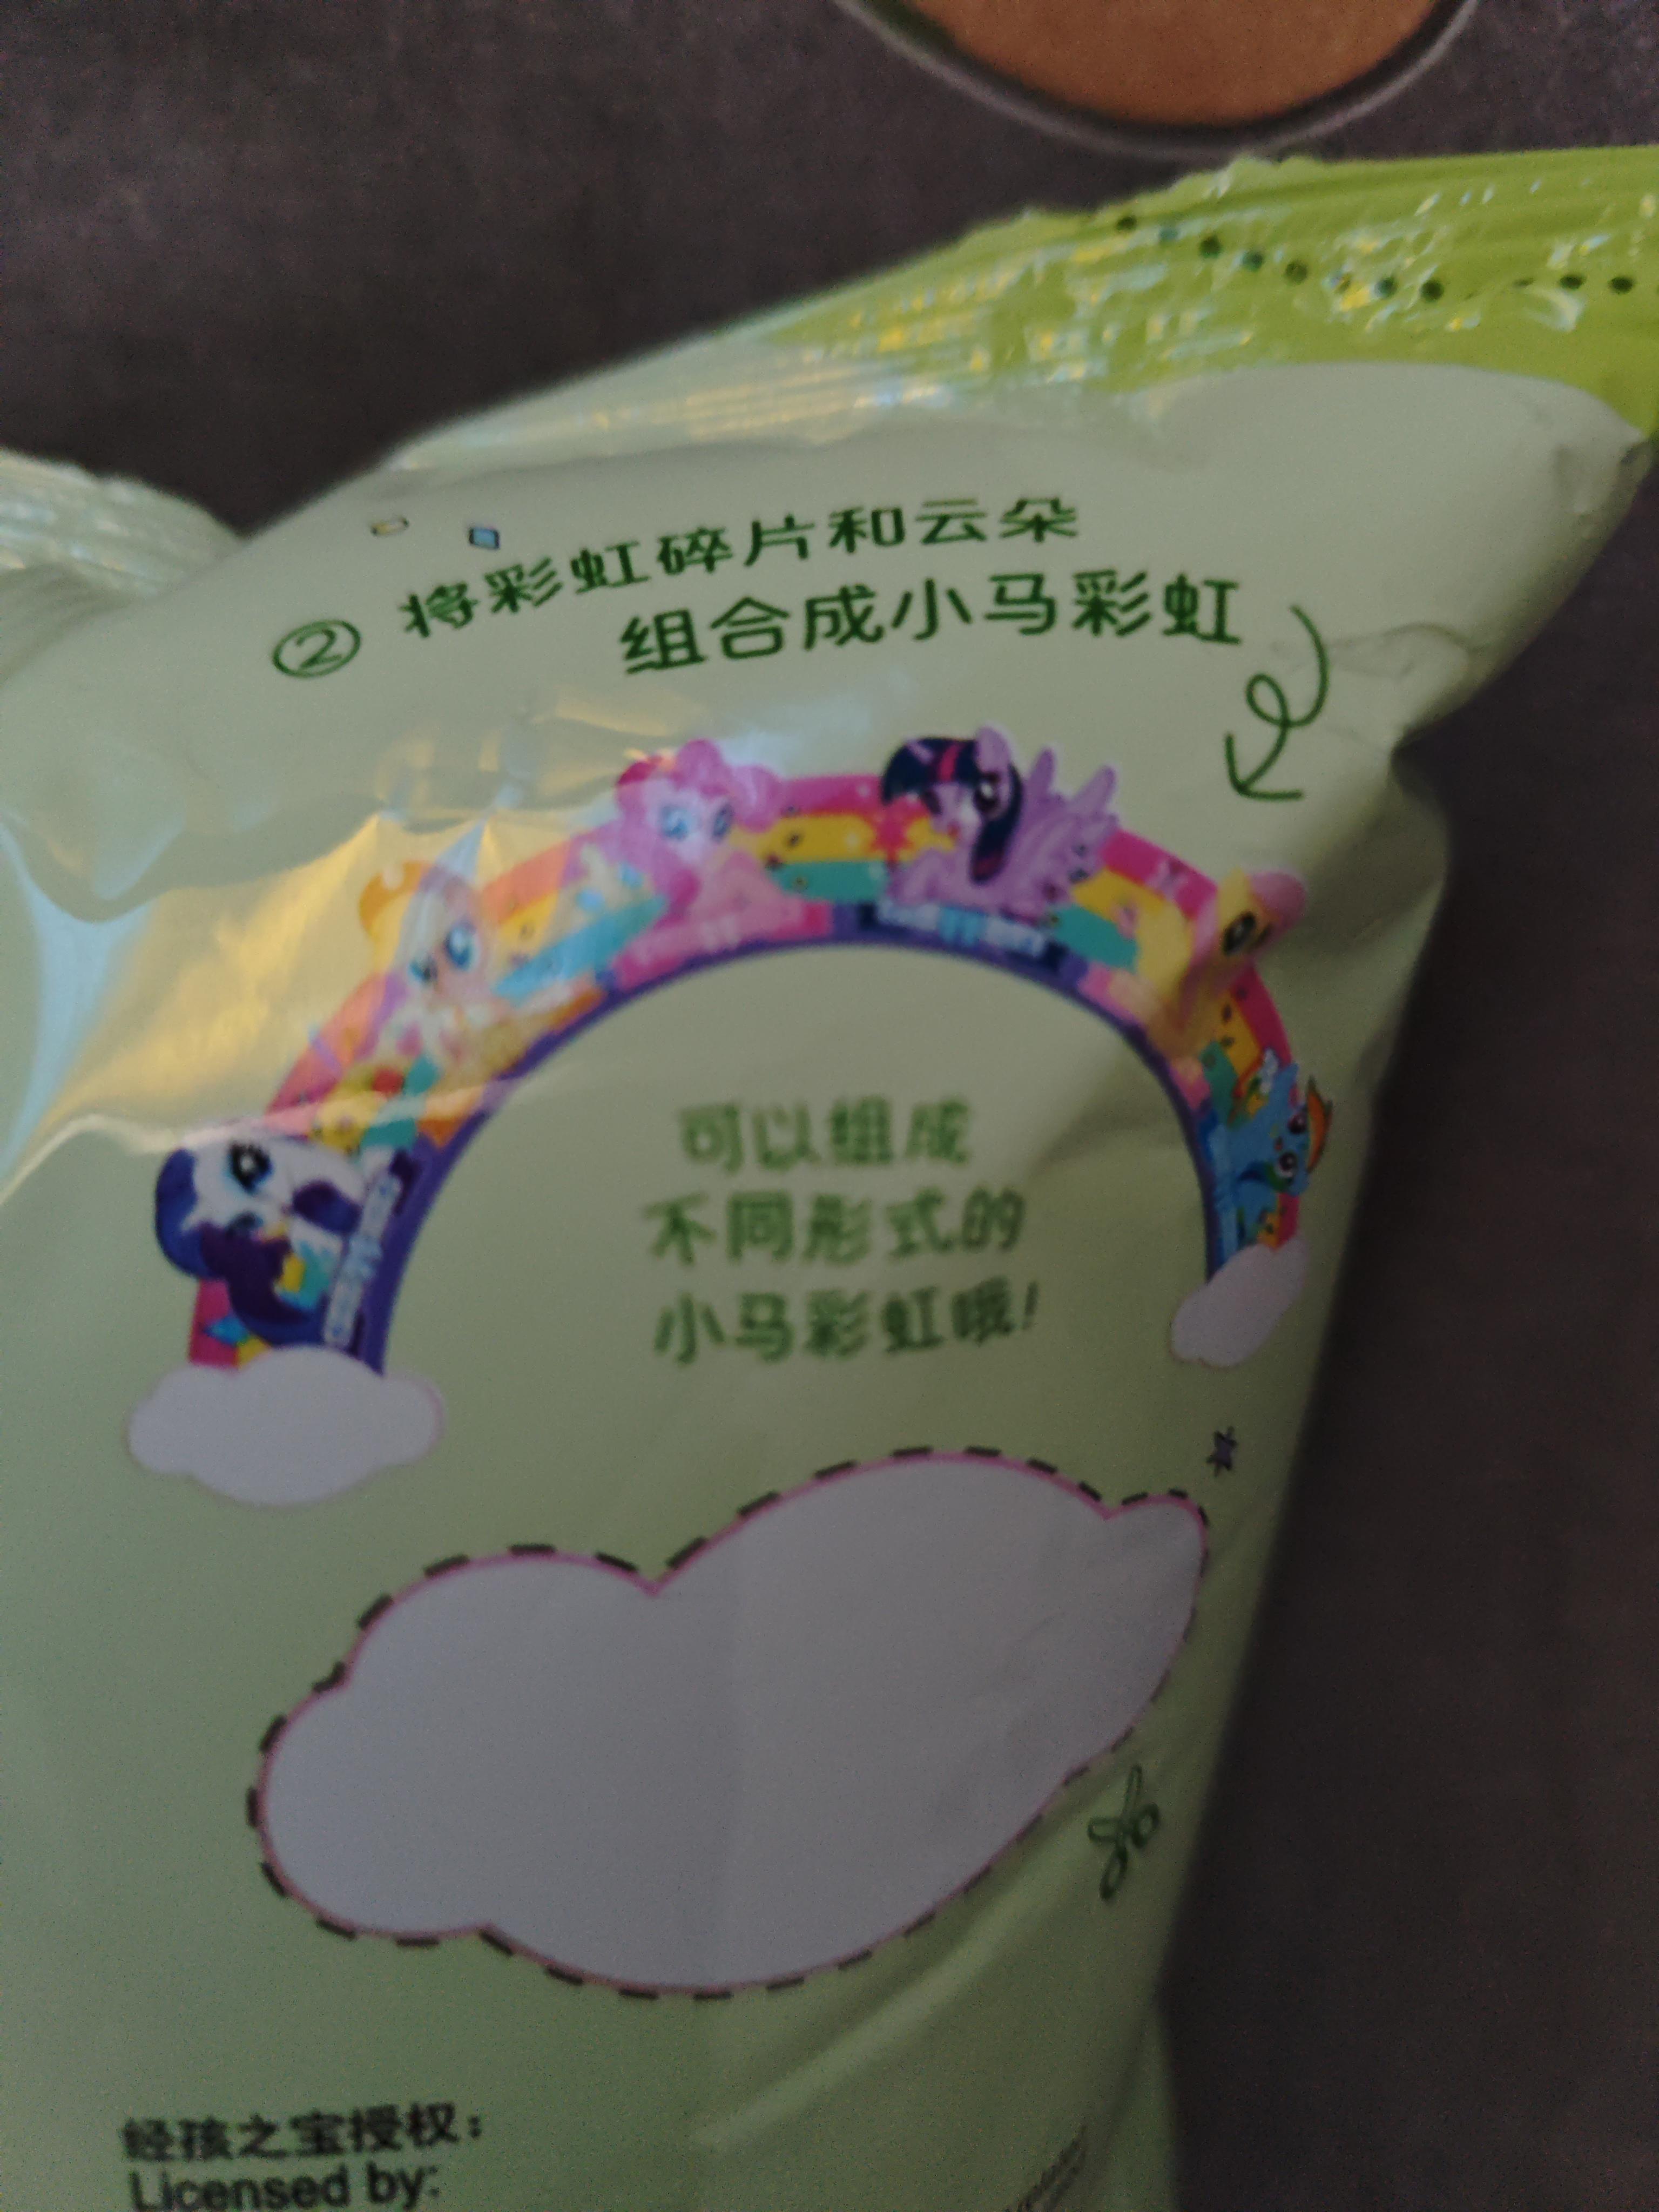 ② 将彩虹碎片和云朵
组合成小马彩虹
可以组成
不同形式的
小马彩虹哦!
经孩之宝授权:
Licensed by: